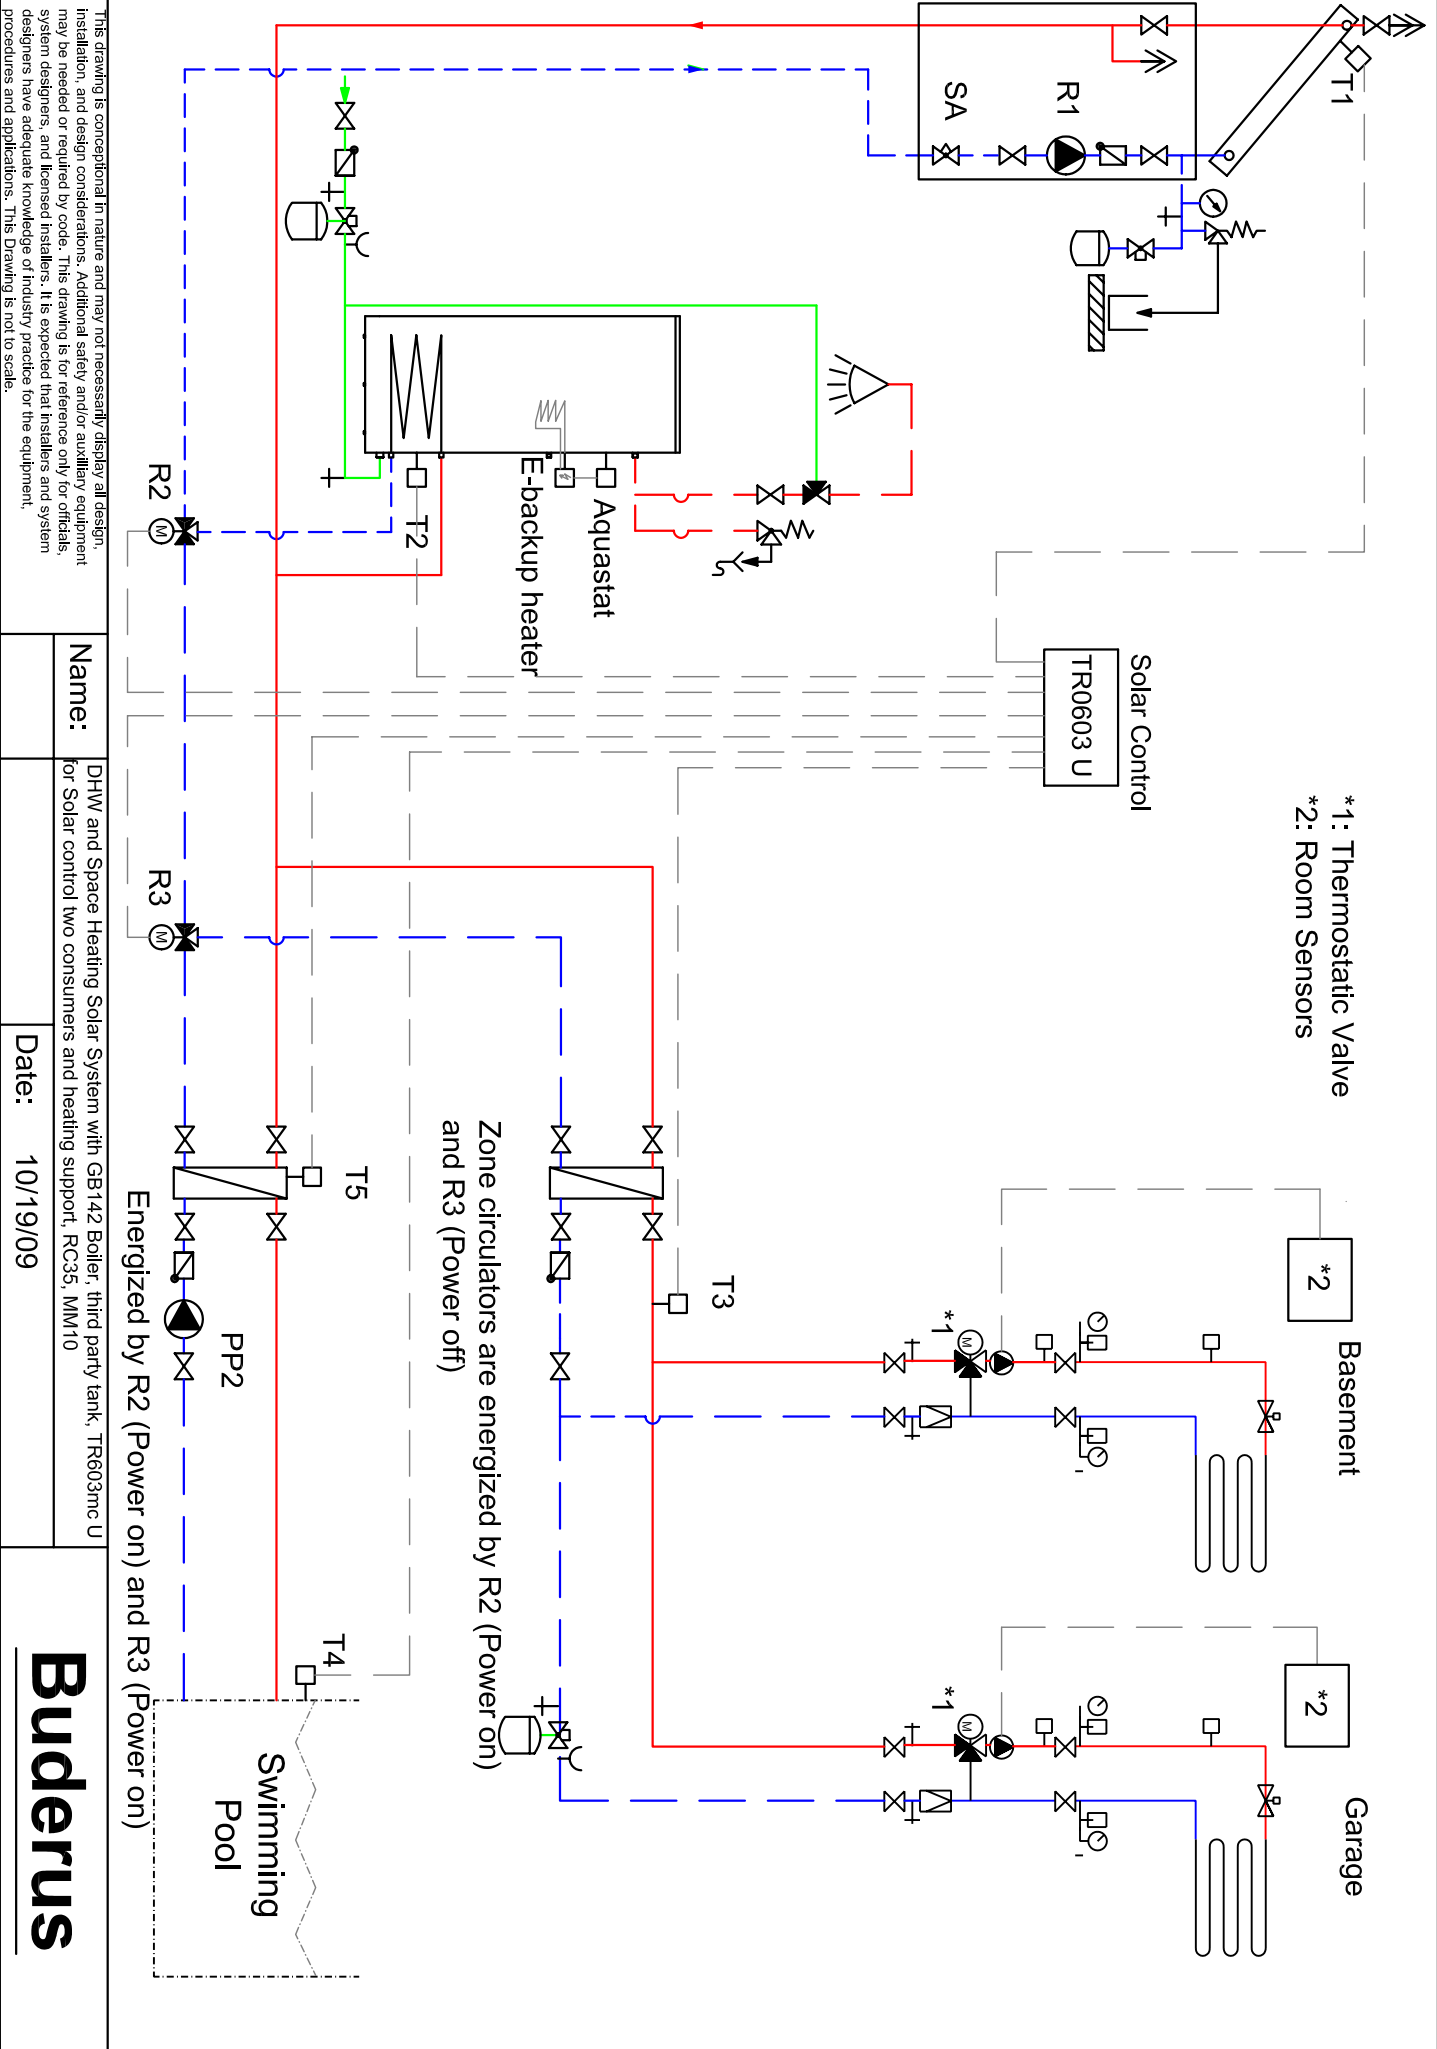 *1: Thermostatic Valve
*2: Room Sensors
T1
R1
SA
Solar Control
TR0603 U
*2
Basement
*1
*2
Garage
*1
Aquastat
E-backup heater
T2
T3
Zone circulators are energized by R2 (Power on)
and R3 (Power off)
T5
T4
R2
M
R3
M
M
M
PP2
Swimming
Pool
Energized by R2 (Power on) and R3 (Power on)
This drawing is conceptional in nature and may not necessarily display all design,
installation, and design considerations. Additional safety and/or auxilliary equipment
may be needed or required by code. This drawing is for reference only for officials,
system designers, and licensed installers. It is expected that installers and system
designers have adequate knowledge of industry practice for the equipment,
procedures and applications. This Drawing is not to scale.
Name:
DHW and Space Heating Solar System with GB142 Boiler, third party tank, TR603mc U
for Solar control two consumers and heating support, RC35, MM10
Date: 10/19/09
Buderus